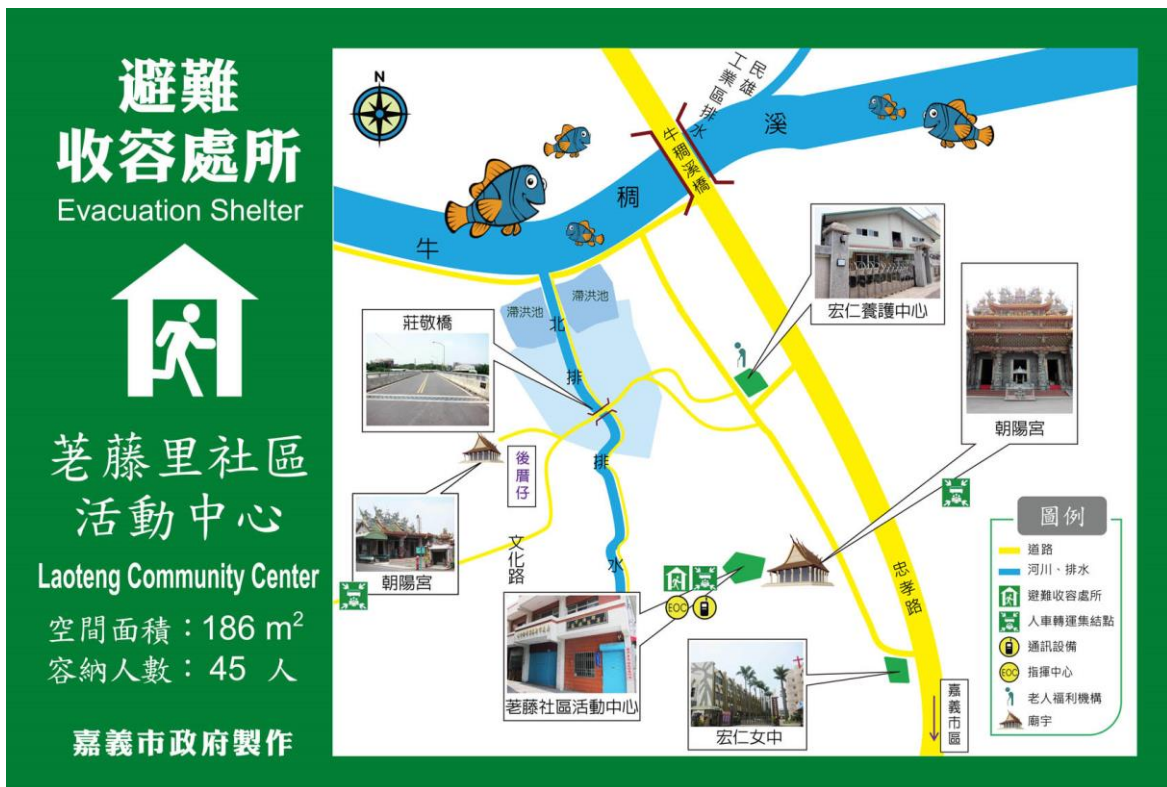 避難
收容處所
Evacuation Shelter
荖藤里社區
活動中心
Laoteng Community Center
空間面積：186 m²
容納人數：45 人
嘉義市政府製作
N
民雄
工業區排水
牛稠溪橋
牛
稠
溪
滯洪池
滯洪池
北
排
排
水
莊敬橋
宏仁養護中心
朝陽宮
後厝仔
朝陽宮
文化路
EOC
荖藤社區活動中心
宏仁女中
忠孝路
嘉義市區
圖例
道路
河川、排水
避難收容處所
人車轉運集結點
通訊設備
EOC
指揮中心
老人福利機構
廟宇